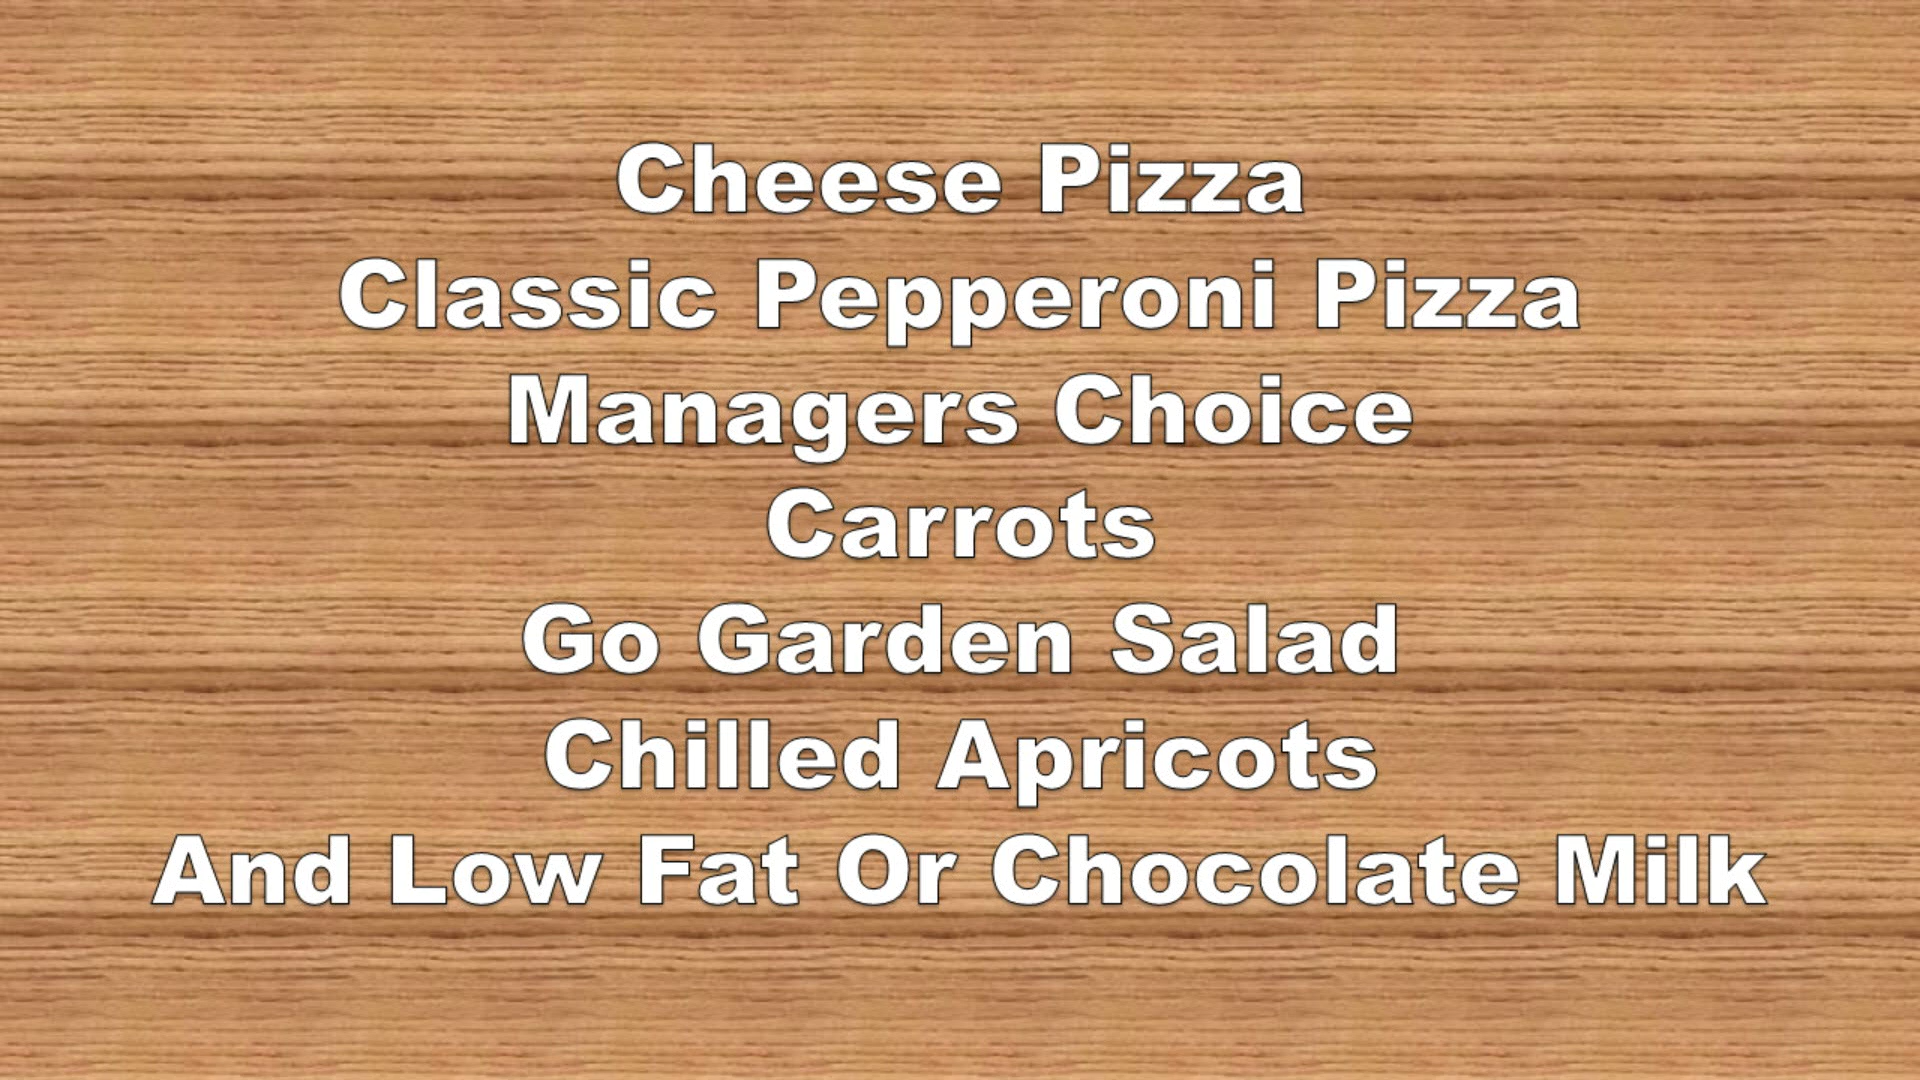 Cheese Pizza
Classic Pepperoni Pizza
Managers Choice
Carrots
Go Garden Salad
Chilled Apricots
And Low Fat Or Chocolate Milk